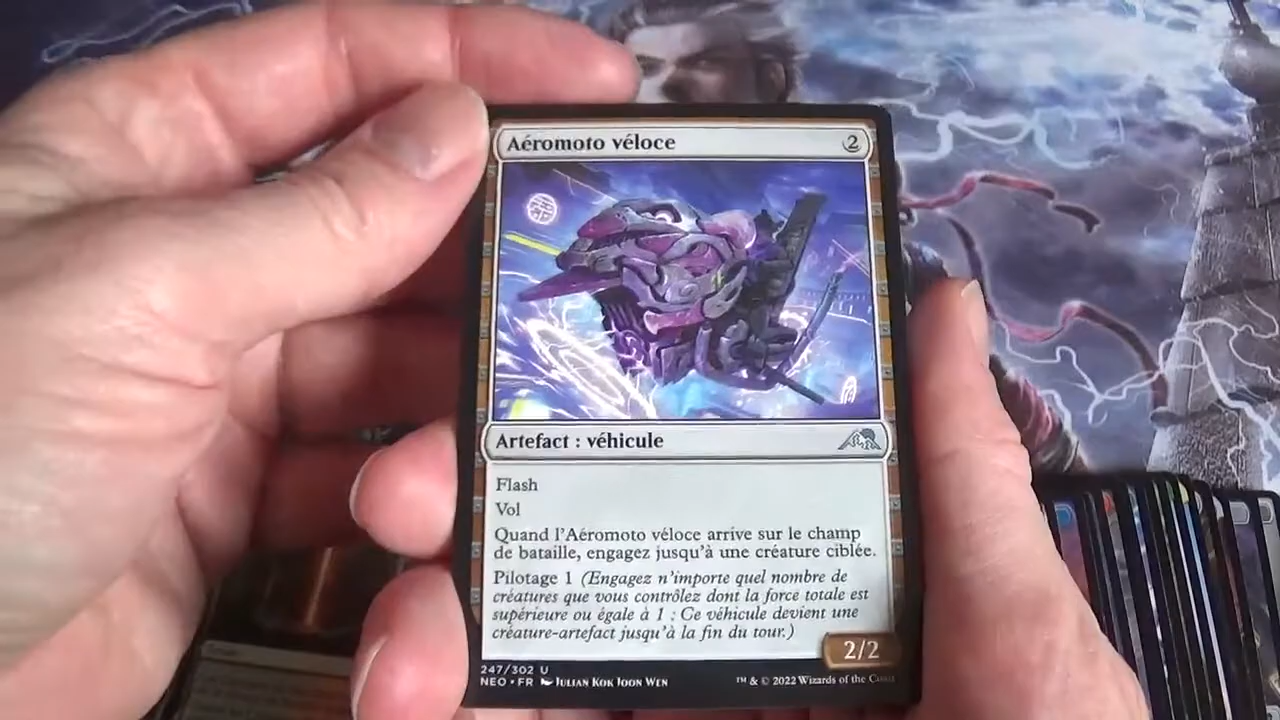 Aéromoto véloce 2
Artefact : véhicule
Flash
Vol
Quand l'Aéromoto véloce arrive sur le champ
de bataille, engagez jusqu'à une créature ciblée.
Pilotage 1 (Engagez n'importe quel nombre de
créatures que vous contrôlez dont la force totale est
supérieure ou égale à 1 : Ce véhicule devient une
créature-artefact jusqu'à la fin du tour.)
2/2
247/302 U
NEO • FR Julian Kok Joon Wen
™ & © 2022 Wizards of the Coast